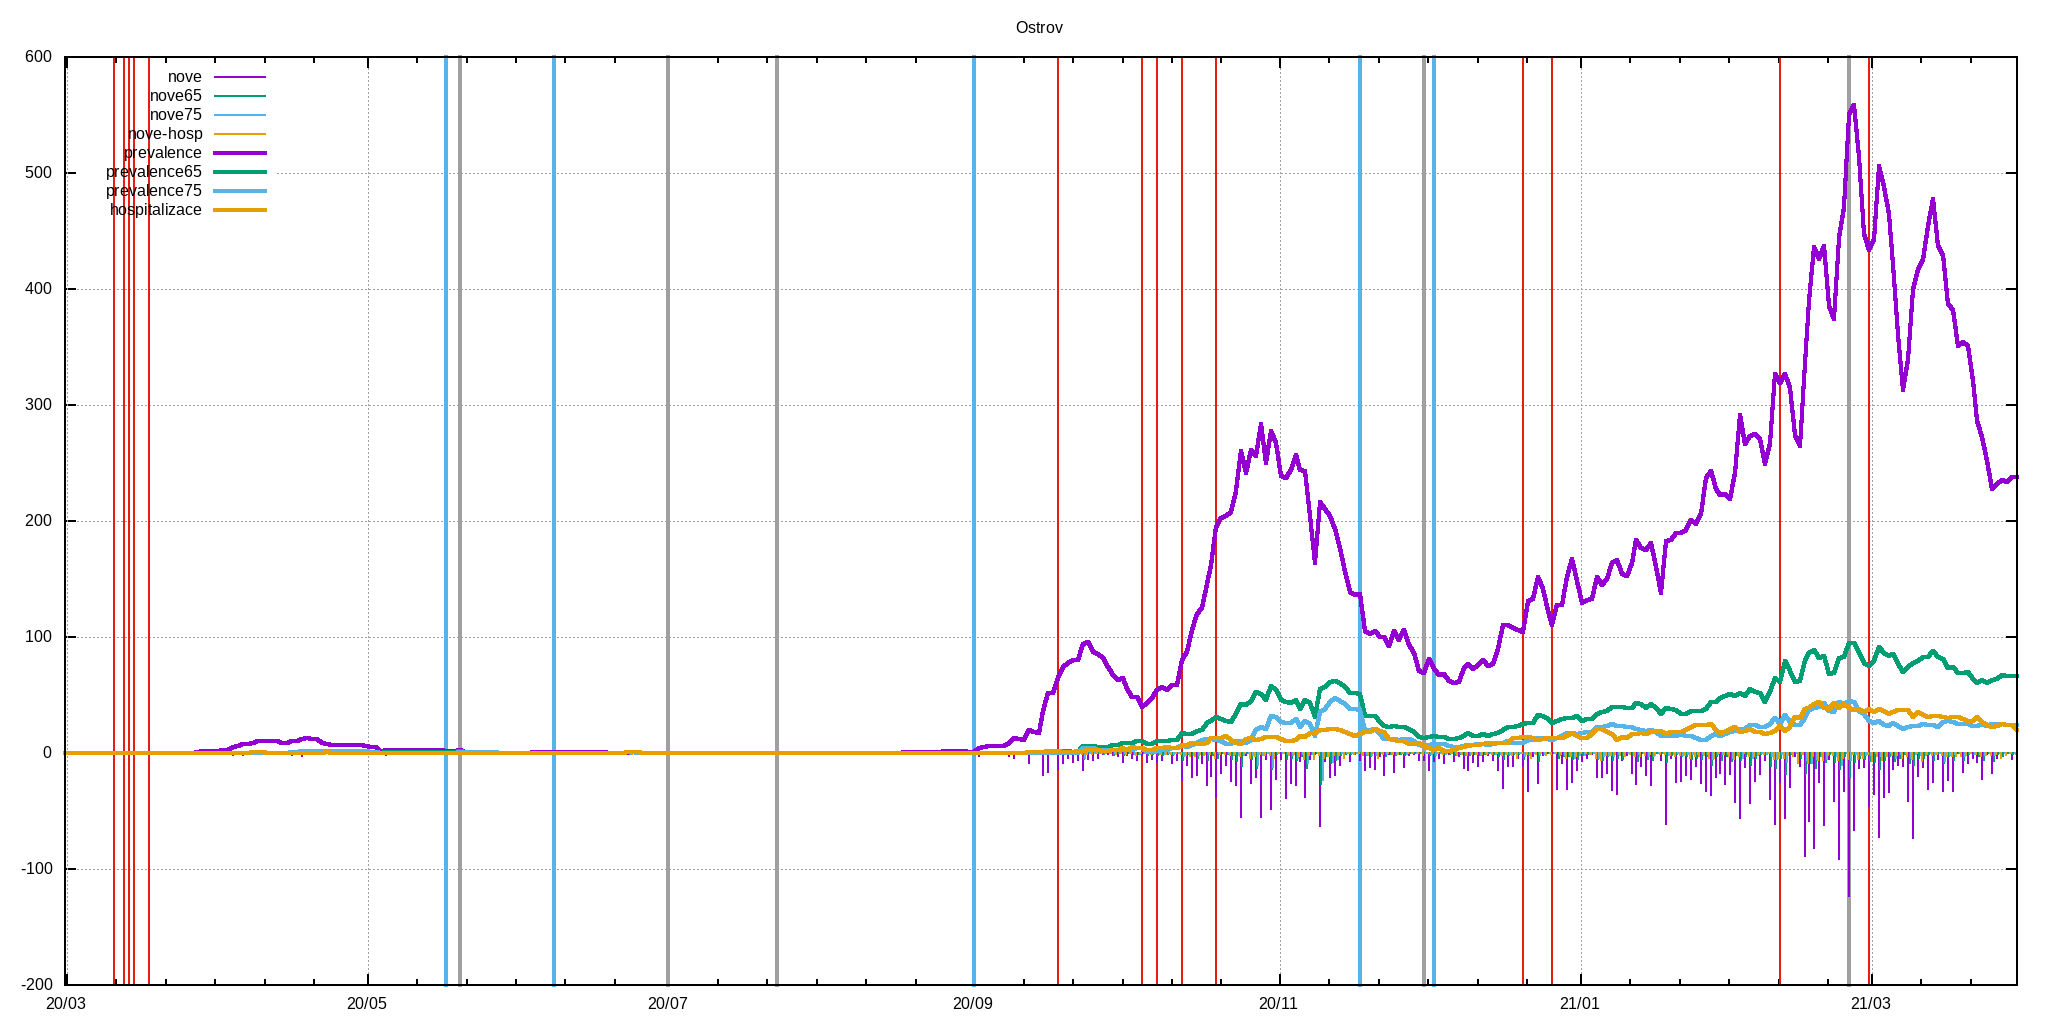 Ostrov
600
500
400
300
200
100
0
-100
-200
nove
nove65
nove75
nove-hosp
prevalence
prevalence65
prevalence75
hospitalizace
20/03 20/05 20/07 20/09 20/11 21/01 21/03